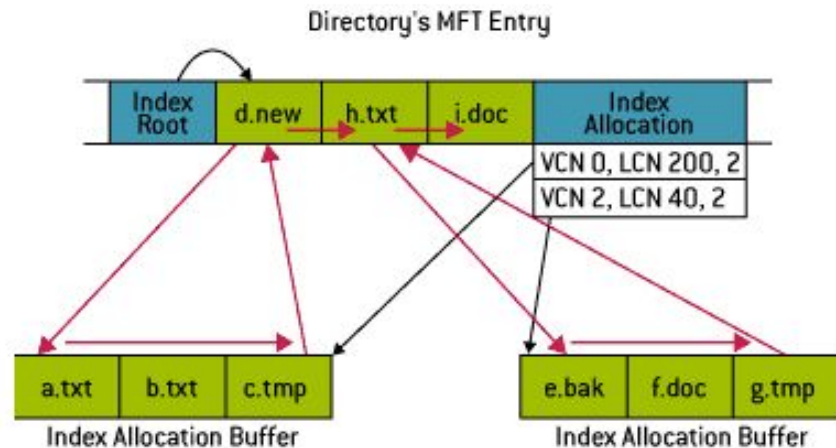 Directory's MFT Entry
Index
Root
d.new
h.txt
i.doc
Index
Allocation
VCN 0, LCN 200, 2
VCN 2, LCN 40, 2
a.txt
b.txt
c.tmp
e.bak
f.doc
g.tmp
Index Allocation Buffer
Index Allocation Buffer